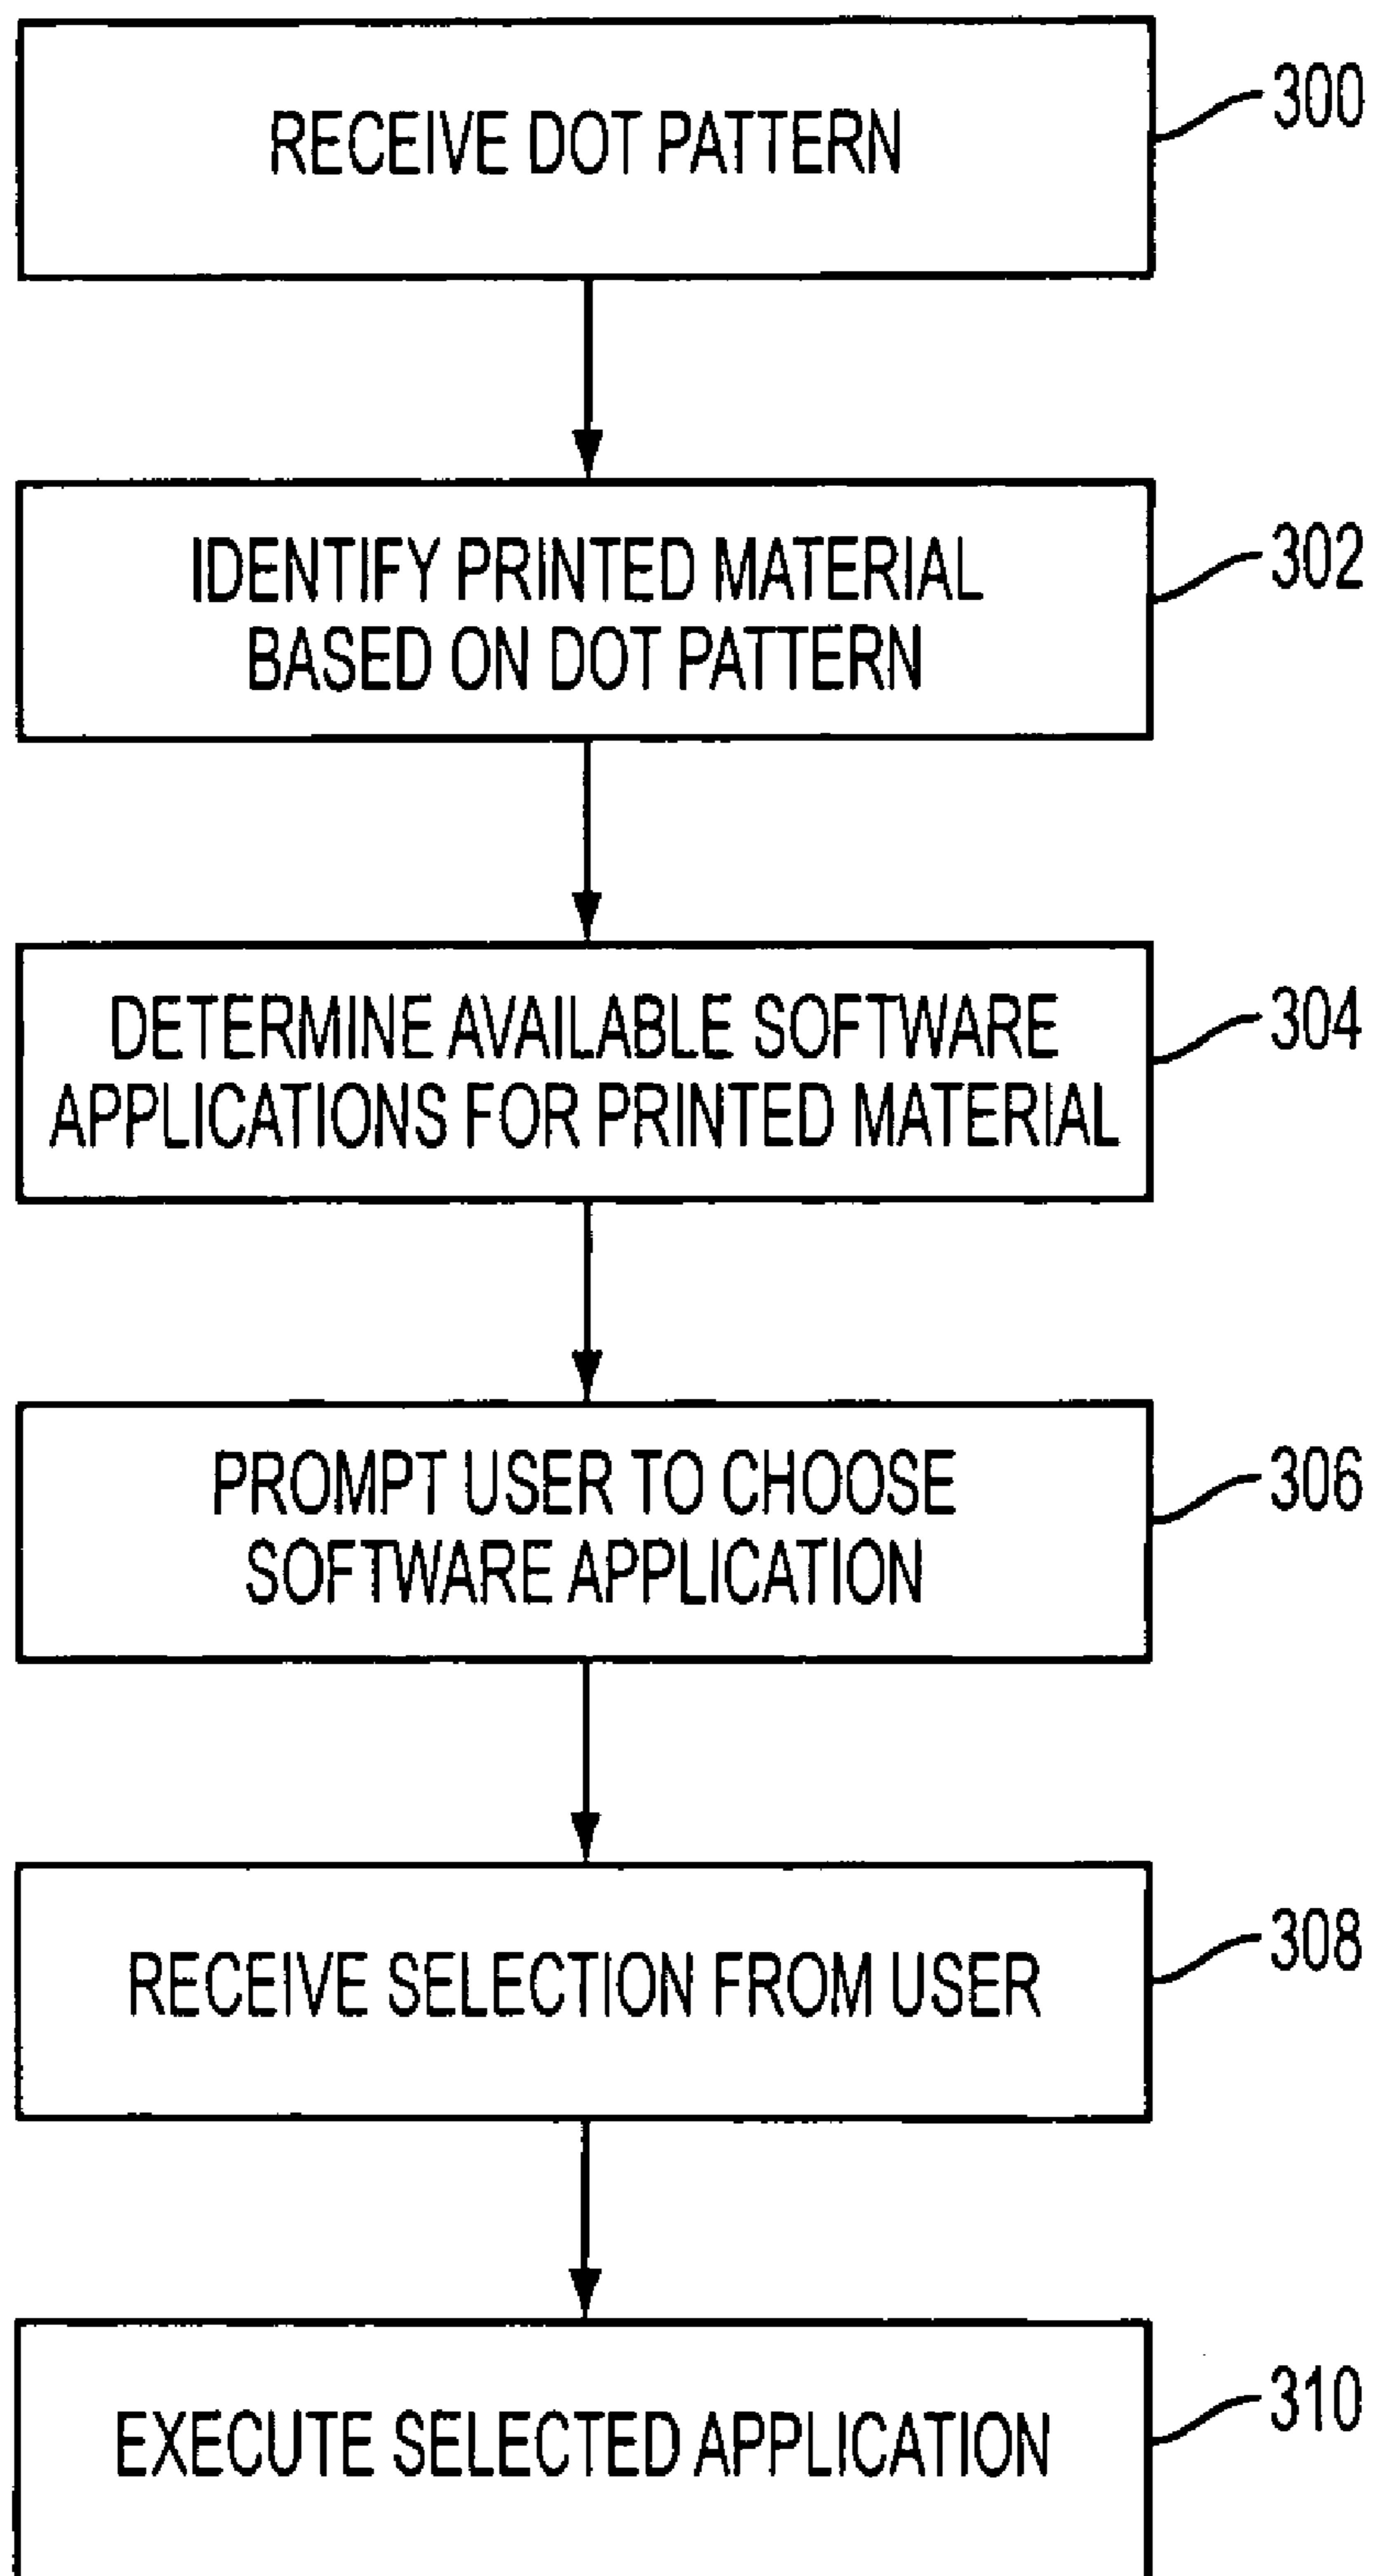 RECEIVE DOT PATTERN
300
IDENTIFY PRINTED MATERIAL
BASED ON DOT PATTERN
302
DETERMINE AVAILABLE SOFTWARE
APPLICATIONS FOR PRINTED MATERIAL
304
PROMPT USER TO CHOOSE
SOFTWARE APPLICATION
306
RECEIVE SELECTION FROM USER
308
EXECUTE SELECTED APPLICATION
310